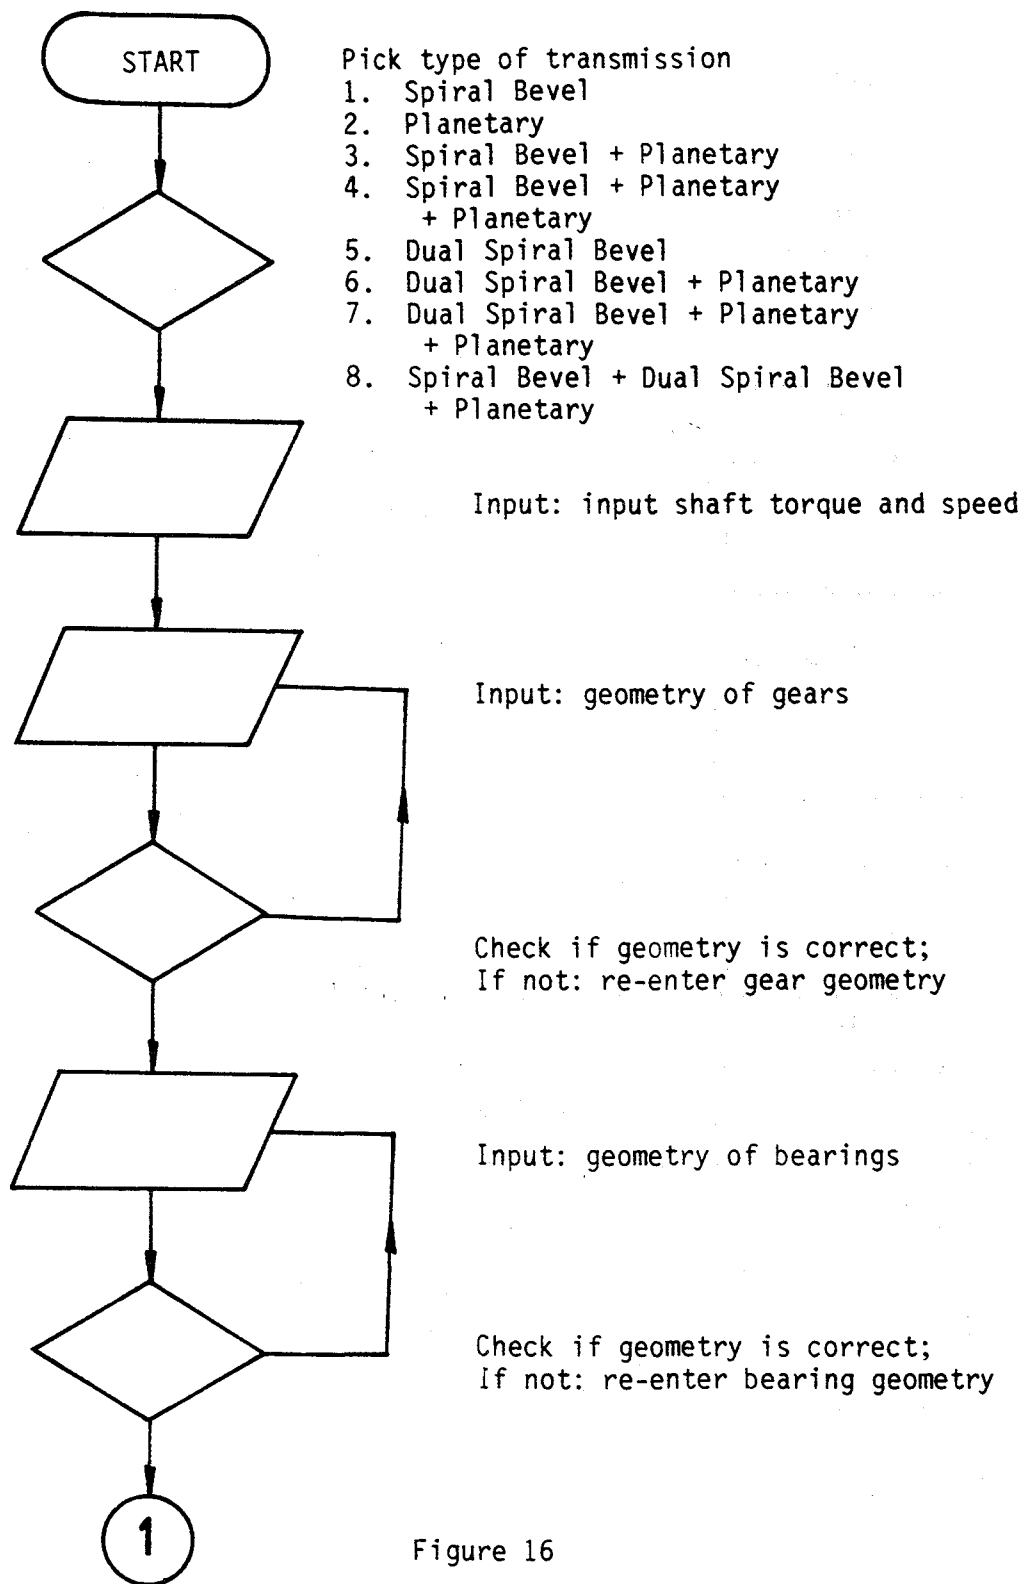 START
Pick type of transmission
1. Spiral Bevel
2. Planetary
3. Spiral Bevel + Planetary
4. Spiral Bevel + Planetary
+ Planetary
5. Dual Spiral Bevel
6. Dual Spiral Bevel + Planetary
7. Dual Spiral Bevel + Planetary
+ Planetary
8. Spiral Bevel + Dual Spiral Bevel
+ Planetary
Input: input shaft torque and speed
Input: geometry of gears
Check if geometry is correct;
If not: re-enter gear geometry
Input: geometry of bearings
Check if geometry is correct;
If not: re-enter bearing geometry
1
Figure 16